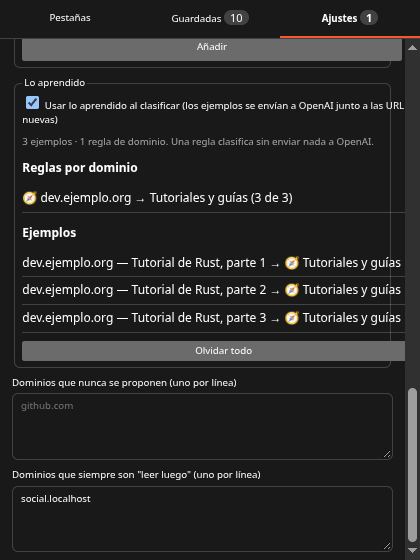 Pestañas
Guardadas 10
Ajustes 1
Añadir
Lo aprendido
Usar lo aprendido al clasificar (los ejemplos se envían a OpenAI junto a las URL
nuevas)
3 ejemplos · 1 regla de dominio. Una regla clasifica sin enviar nada a OpenAI.
Reglas por dominio
🧭 dev.ejemplo.org → Tutoriales y guías (3 de 3)
Ejemplos
dev.ejemplo.org — Tutorial de Rust, parte 1 → 🧭 Tutoriales y guías
dev.ejemplo.org — Tutorial de Rust, parte 2 → 🧭 Tutoriales y guías
dev.ejemplo.org — Tutorial de Rust, parte 3 → 🧭 Tutoriales y guías
Olvidar todo
Dominios que nunca se proponen (uno por línea)
github.com
Dominios que siempre son "leer luego" (uno por línea)
social.localhost